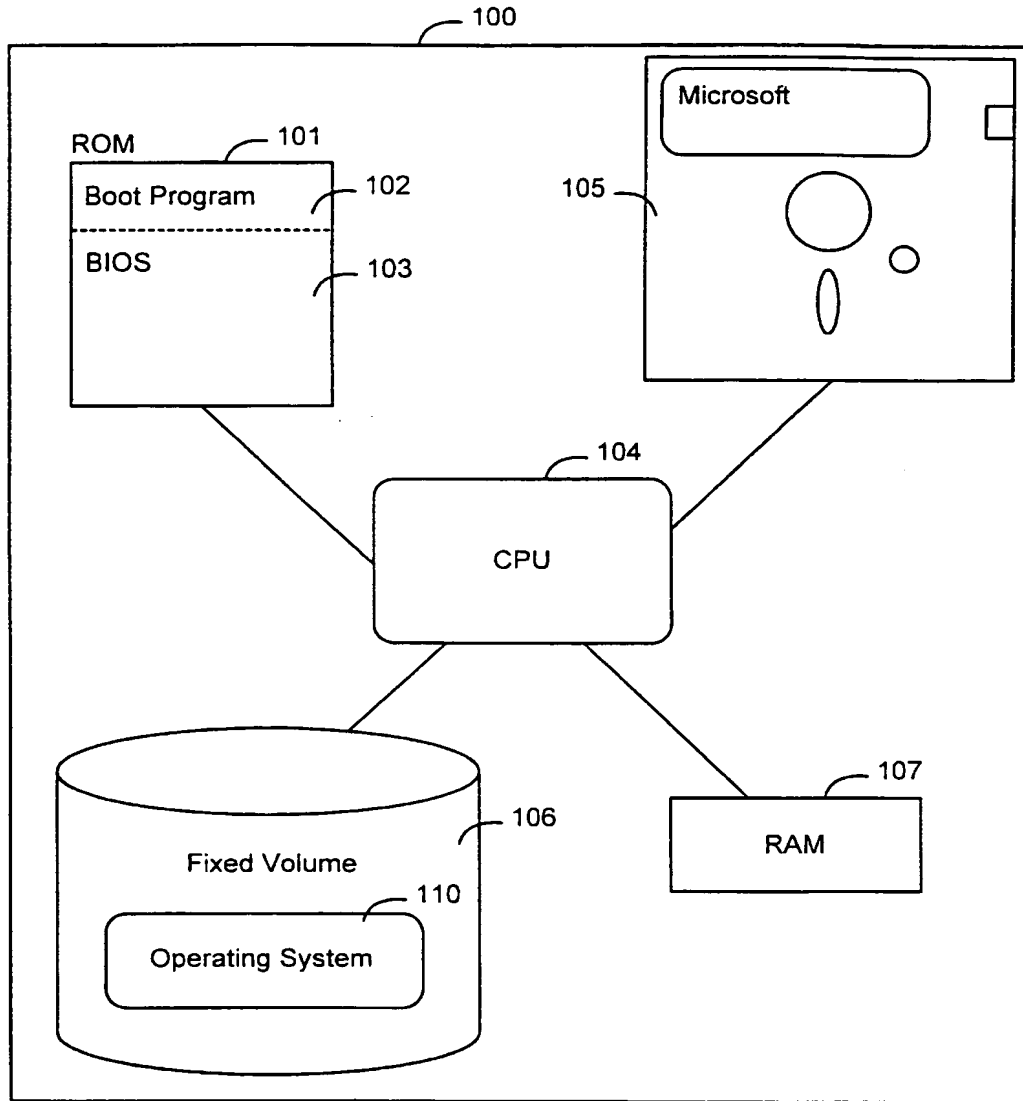 100
Microsoft
ROM
101
Boot Program
102
105
BIOS
103
104
CPU
106
107
Fixed Volume
RAM
110
Operating System